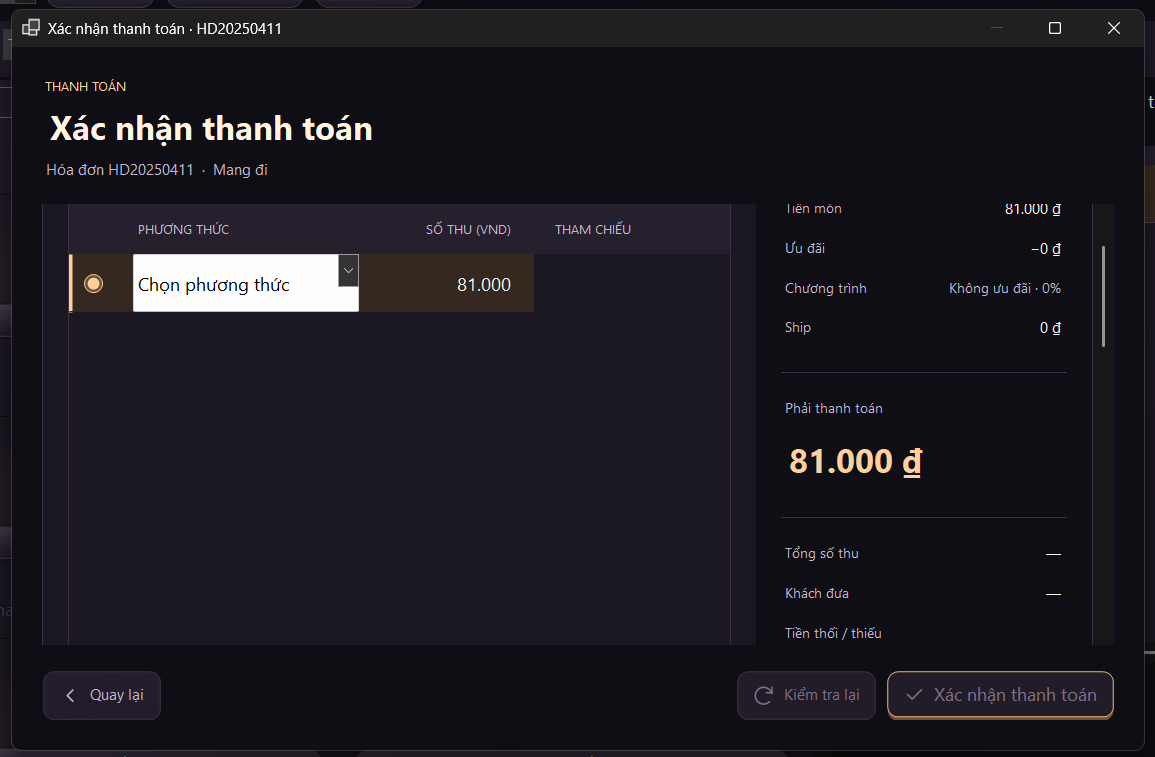 Xác nhận thanh toán · HD20250411
THANH TOÁN
Xác nhận thanh toán
Hóa đơn HD20250411 · Mang đi
PHƯƠNG THỨC SỐ THU (VND) THAM CHIẾU
Chọn phương thức 81.000
Tiền món 81.000 ₫
Ưu đãi −0 ₫
Chương trình Không ưu đãi · 0%
Ship 0 ₫
Phải thanh toán
81.000 ₫
Tổng số thu —
Khách đưa —
Tiền thối / thiếu
Quay lại
Kiểm tra lại
Xác nhận thanh toán